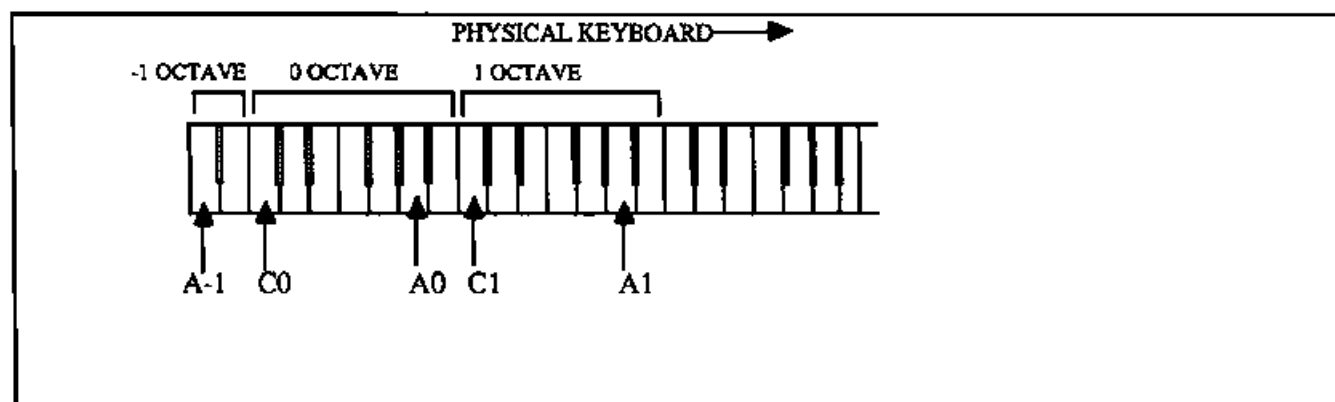 PHYSICAL KEYBOARD
-1 OCTAVE 0 OCTAVE 1 OCTAVE
A-1 C0 A0 C1 A1